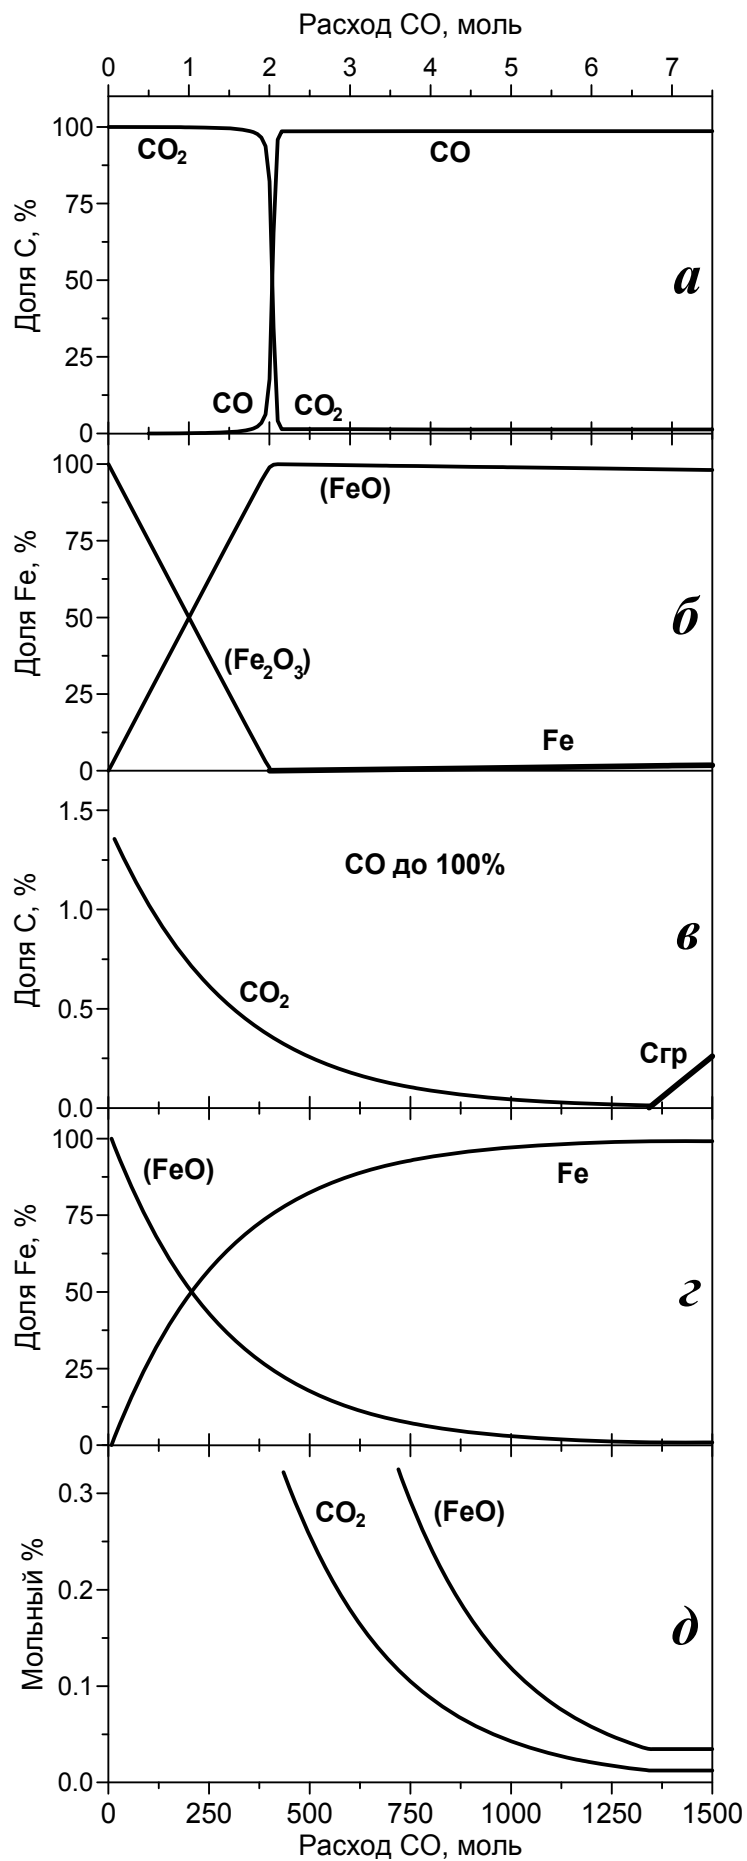 Расход CO, моль
0 1 2 3 4 5 6 7
100
75
50
25
0
Доля C, %
CO₂
CO
CO
CO₂
а
100
75
50
25
0
Доля Fe, %
(FeO)
(Fe₂O₃)
Fe
б
1.5
1.0
0.5
0.0
Доля C, %
CO до 100%
CO₂
Cгр
в
100
75
50
25
0
Доля Fe, %
(FeO)
Fe
г
0.3
0.2
0.1
0.0
Мольный %
CO₂
(FeO)
д
0 250 500 750 1000 1250 1500
Расход CO, моль